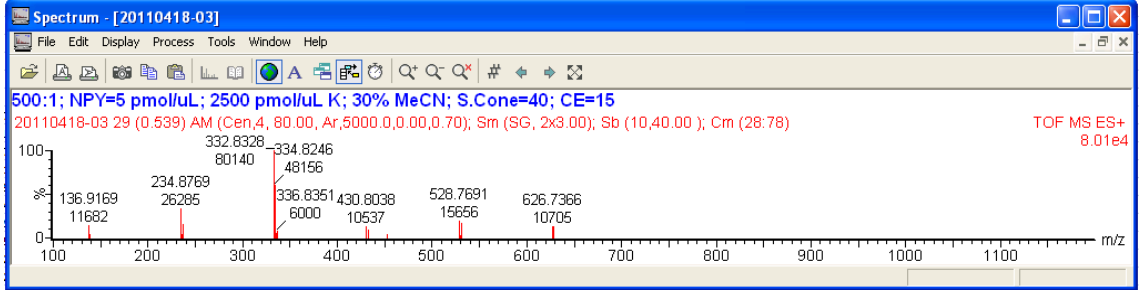 Spectrum - [20110418-03]
File Edit Display Process Tools Window Help
500:1; NPY=5 pmol/uL; 2500 pmol/uL K; 30% MeCN; S.Cone=40; CE=15
20110418-03 29 (0.539) AM (Cen,4, 80.00, Ar,5000.0,0.00,0.70); Sm (SG, 2x3.00); Sb (10,40.00 ); Cm (28:78)
TOF MS ES+
8.01e4
100
%
0
136.9169
11682
234.8769
26285
332.8328
80140
334.8246
48156
336.8351
6000
430.8038
10537
528.7691
15656
626.7366
10705
100 200 300 400 500 600 700 800 900 1000 1100
m/z